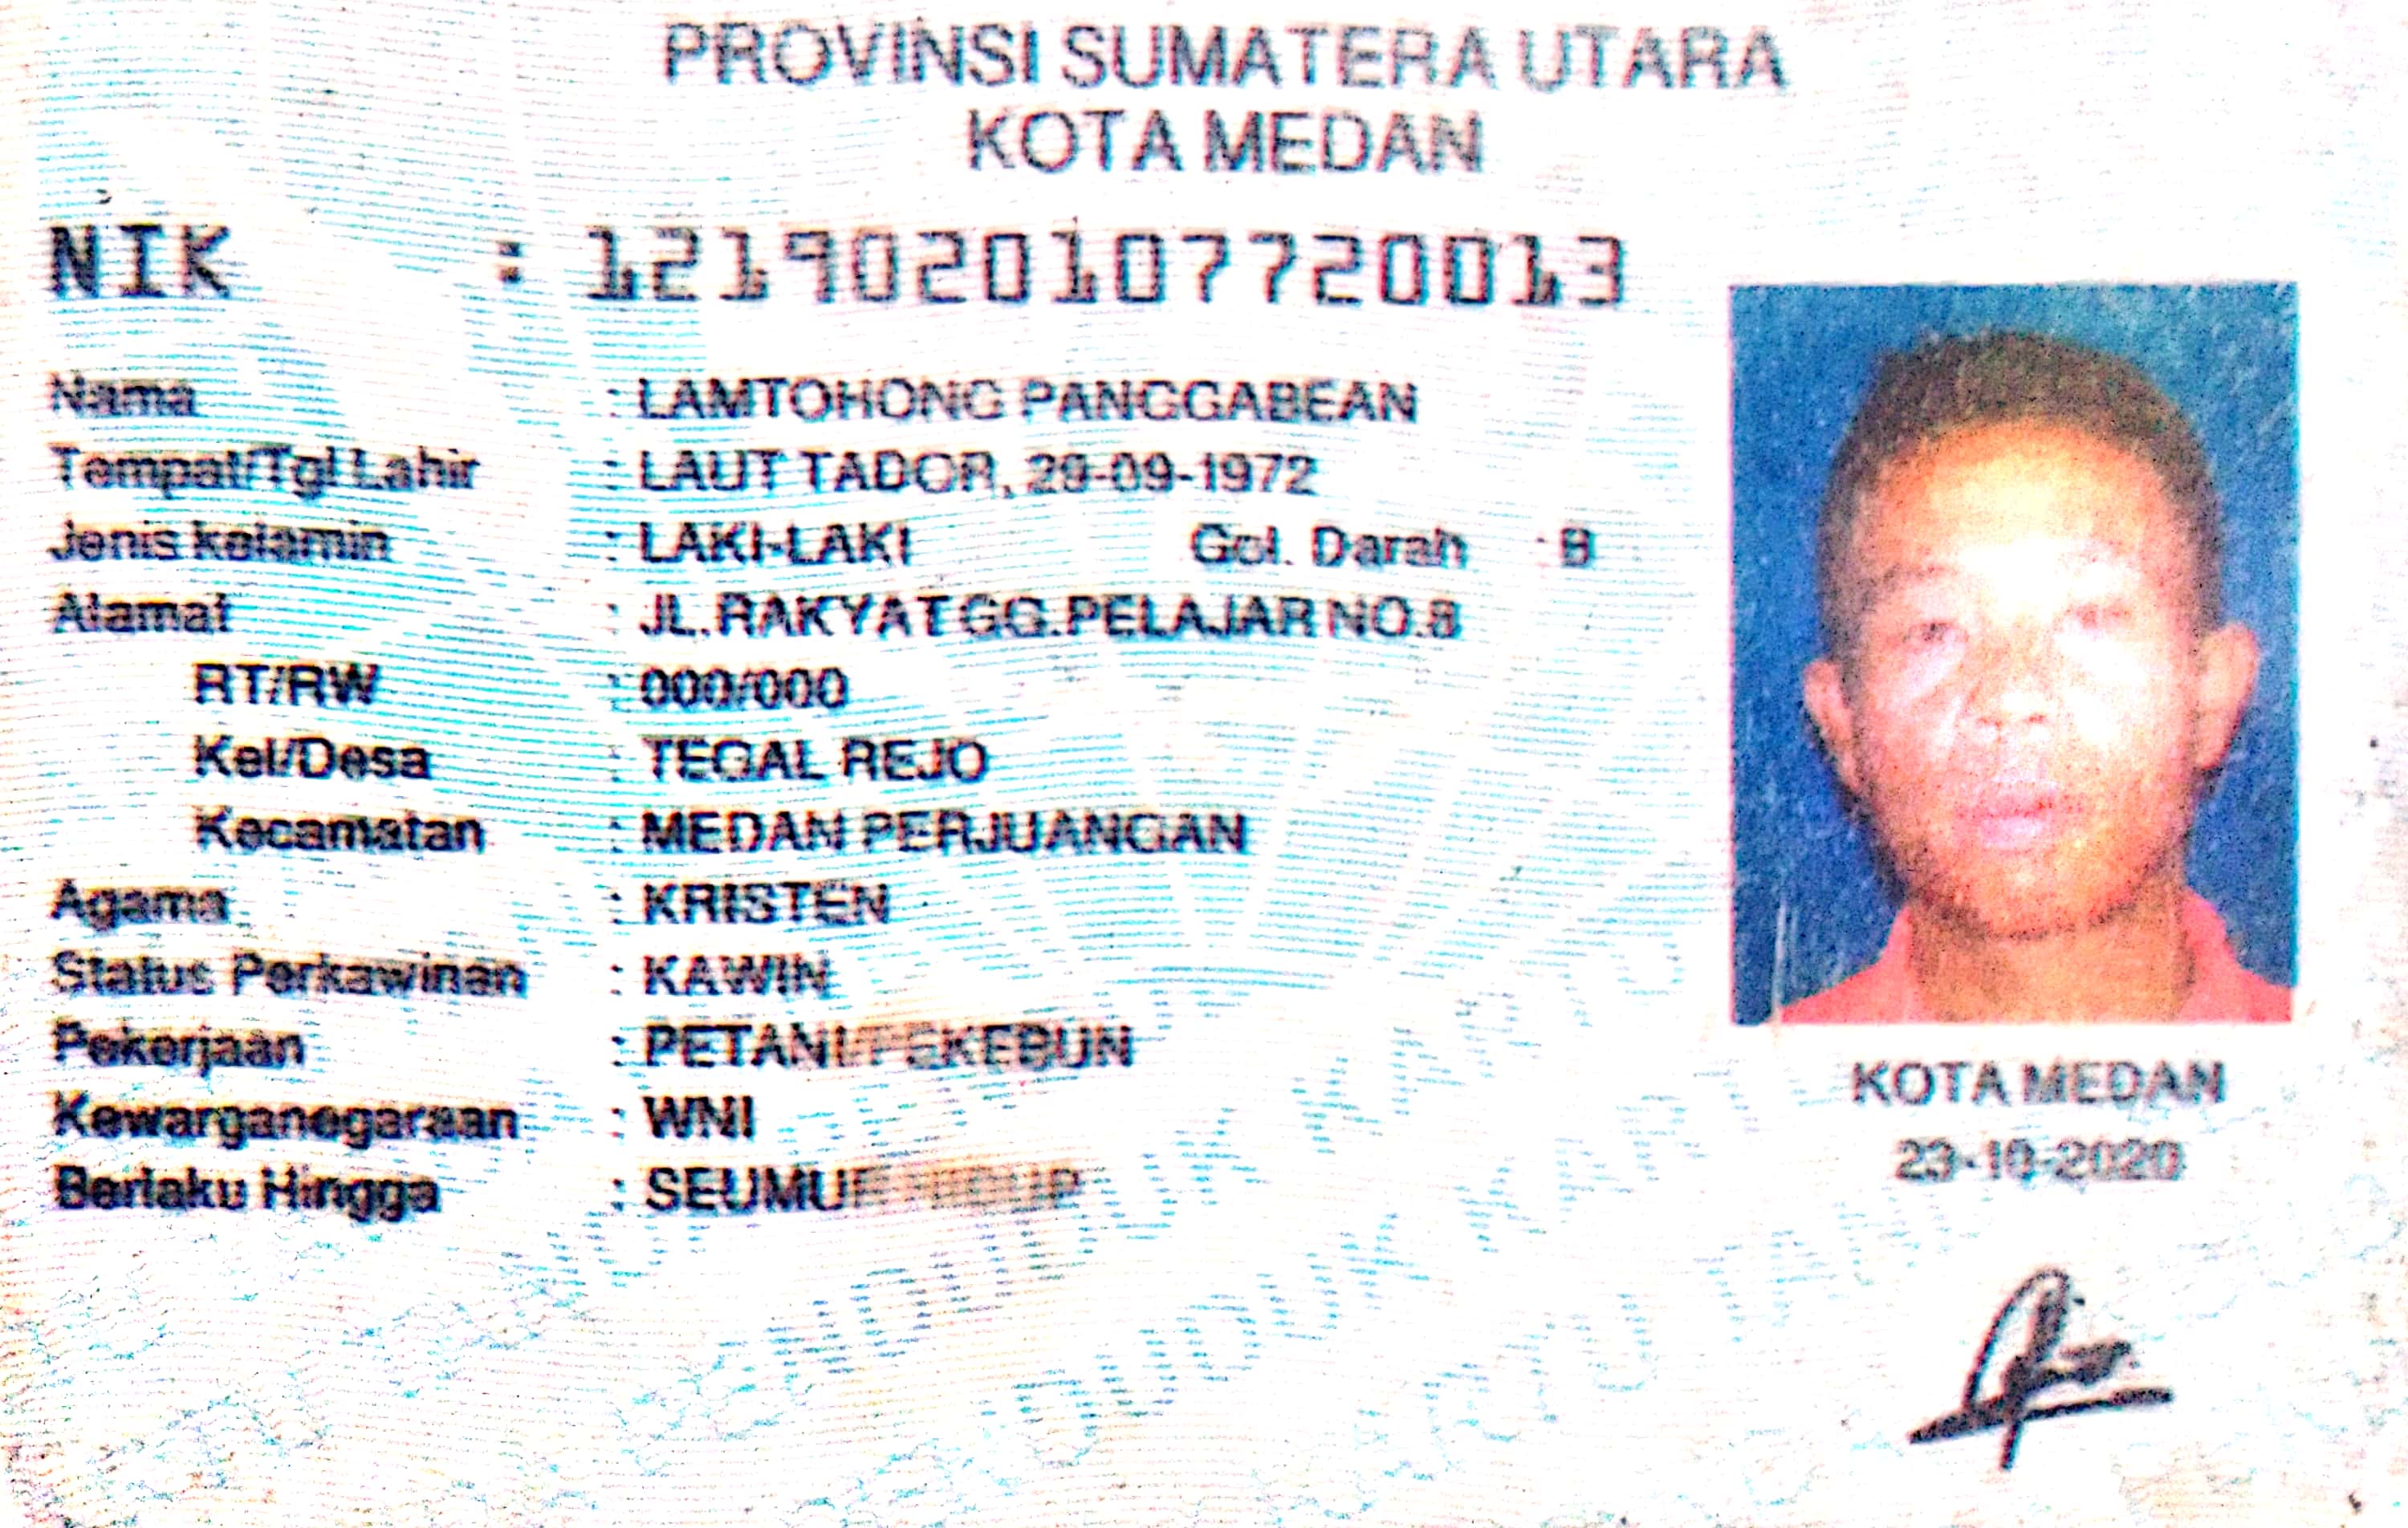 PROVINSI SUMATERA UTARA
KOTA MEDAN
NIK : 1219020107720013
Nama : LAMTOHONG PANGGABEAN
Tempat/Tgl Lahir : LAUT TADOR, 29-09-1972
Jenis kelamin : LAKI-LAKI Gol. Darah : B
Alamat : JL.RAKYAT GG.PELAJAR NO.8
RT/RW : 000/000
Kel/Desa : TEGAL REJO
Kecamatan : MEDAN PERJUANGAN
Agama : KRISTEN
Status Perkawinan : KAWIN
Pekerjaan : PETANI/PEKEBUN
Kewarganegaraan : WNI
Berlaku Hingga : SEUMUR HIDUP
KOTA MEDAN
23-10-2020